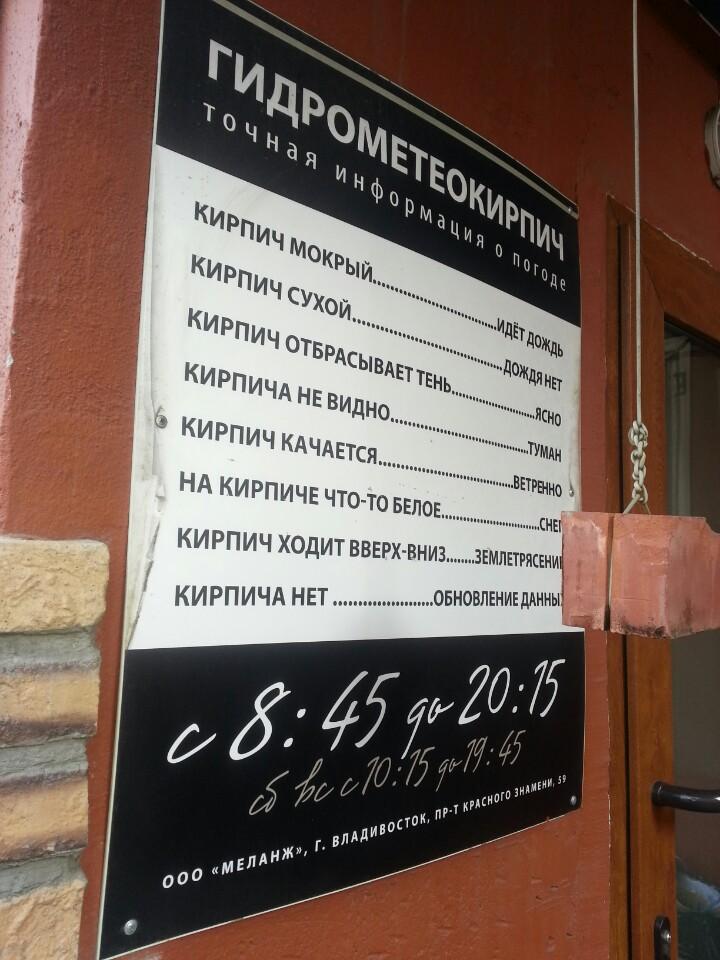 ГИДРОМЕТЕОКИРПИЧ
точная информация о погоде
КИРПИЧ МОКРЫЙ..............................ИДЁТ ДОЖДЬ
КИРПИЧ СУХОЙ....................................ДОЖДЯ НЕТ
КИРПИЧ ОТБРАСЫВАЕТ ТЕНЬ....................ЯСНО
КИРПИЧА НЕ ВИДНО...............................ТУМАН
КИРПИЧ КАЧАЕТСЯ................................ВЕТРЕННО
НА КИРПИЧЕ ЧТО-ТО БЕЛОЕ.......................СНЕГ
КИРПИЧ ХОДИТ ВВЕРХ-ВНИЗ.......ЗЕМЛЕТРЯСЕНИЕ
КИРПИЧА НЕТ .......................ОБНОВЛЕНИЕ ДАННЫХ
с 8:45 до 20:15
сб вс с 10:15 до 19:45
ООО «МЕЛАНЖ», Г. ВЛАДИВОСТОК, ПР-Т КРАСНОГО ЗНАМЕНИ, 59